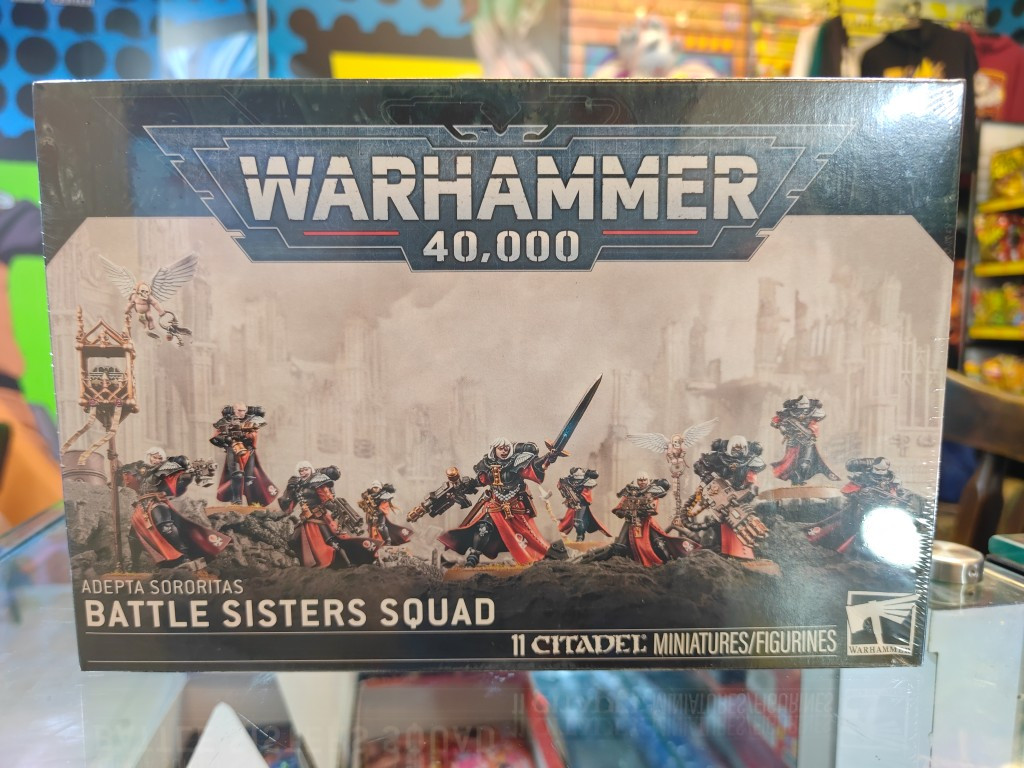 WARHAMMER
40,000
ADEPTA SORORITAS
BATTLE SISTERS SQUAD
11 CITADEL MINIATURES/FIGURINES
WARHAMMER